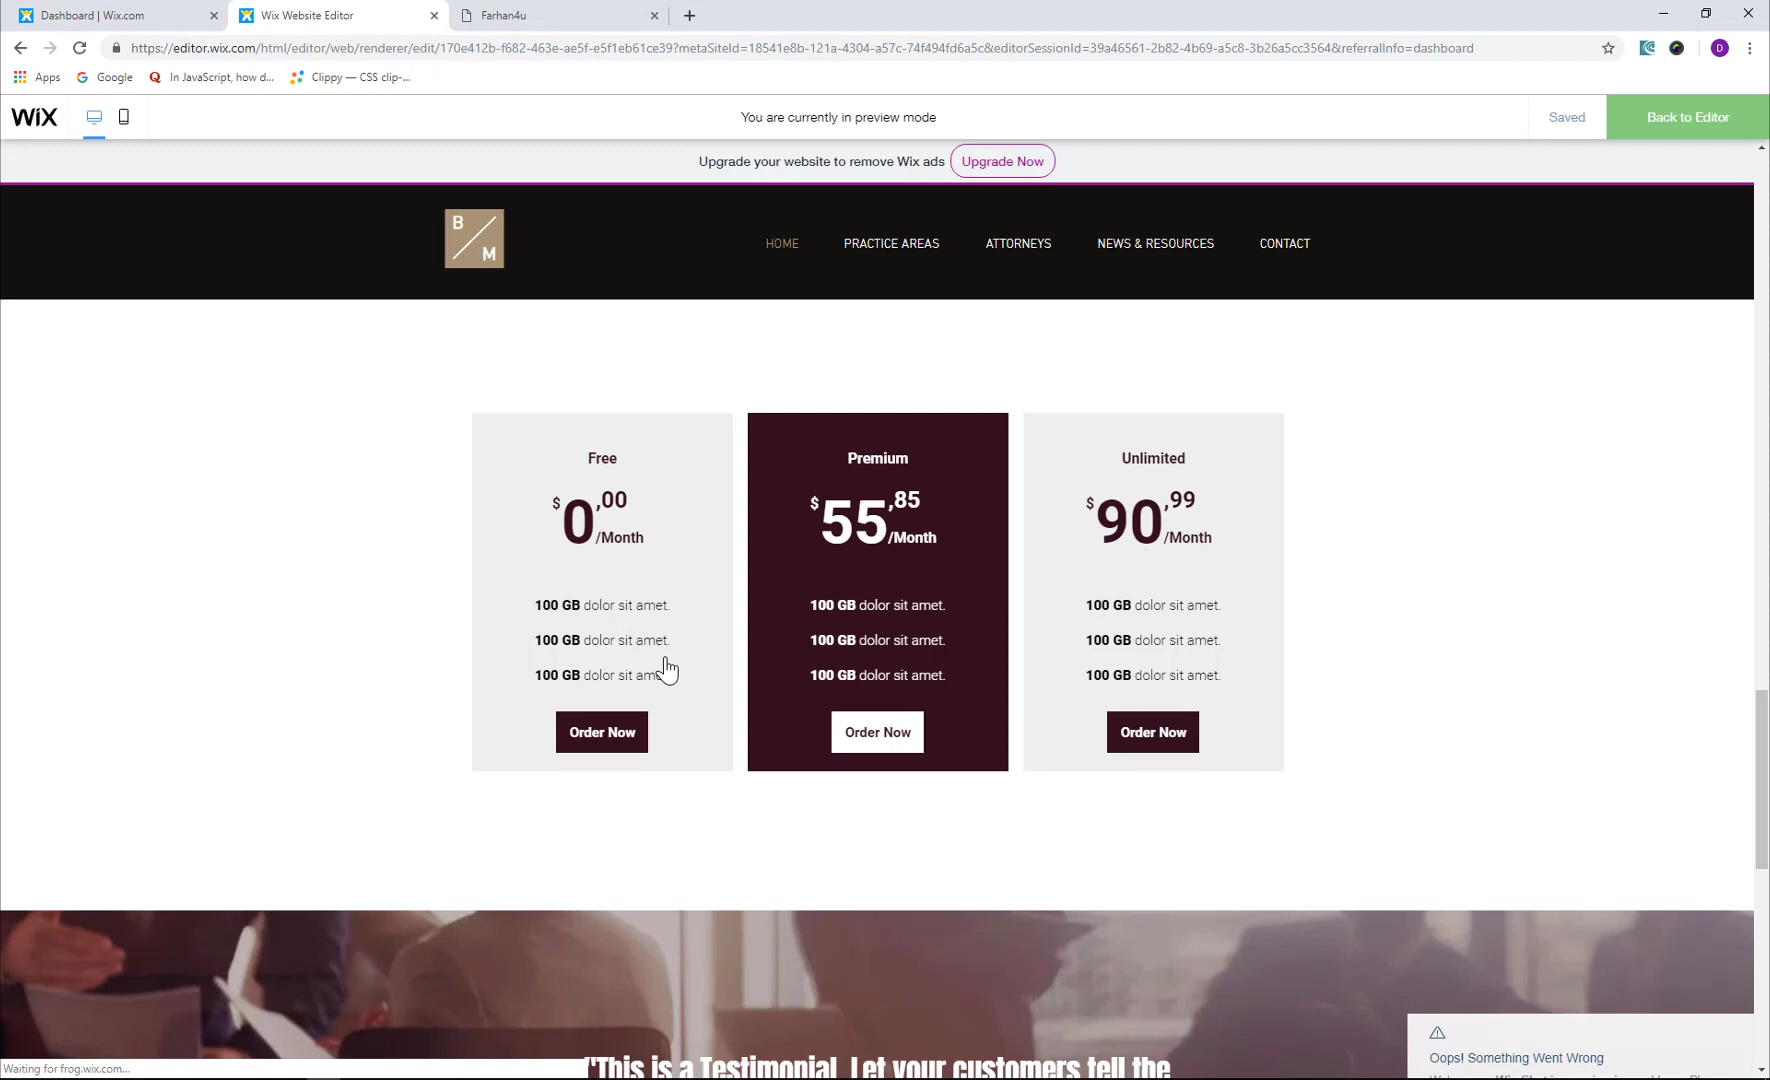 Dashboard | Wix.com
Wix Website Editor
Farhan4u
https://editor.wix.com/html/editor/web/renderer/edit/170e412b-f682-463e-ae5f-e5f1eb61ce39?metaSiteId=18541e8b-121a-4304-a57c-74f494fd6a5c&editorSessionId=39a46561-2b82-4b69-a5c8-3b26a5cc3564&referralInfo=dashboard
D
Apps
Google
In JavaScript, how d...
Clippy — CSS clip-...
WiX
You are currently in preview mode
Saved
Back to Editor
Upgrade your website to remove Wix ads
Upgrade Now
B
M
HOME
PRACTICE AREAS
ATTORNEYS
NEWS & RESOURCES
CONTACT
Free
$0,00/Month
100 GB dolor sit amet.
100 GB dolor sit amet.
100 GB dolor sit am
Order Now
Premium
$55,85/Month
100 GB dolor sit amet.
100 GB dolor sit amet.
100 GB dolor sit amet.
Order Now
Unlimited
$90,99/Month
100 GB dolor sit amet.
100 GB dolor sit amet.
100 GB dolor sit amet.
Order Now
"This is a Testimonial. Let your customers tell the
Oops! Something Went Wrong
Waiting for frog.wix.com...